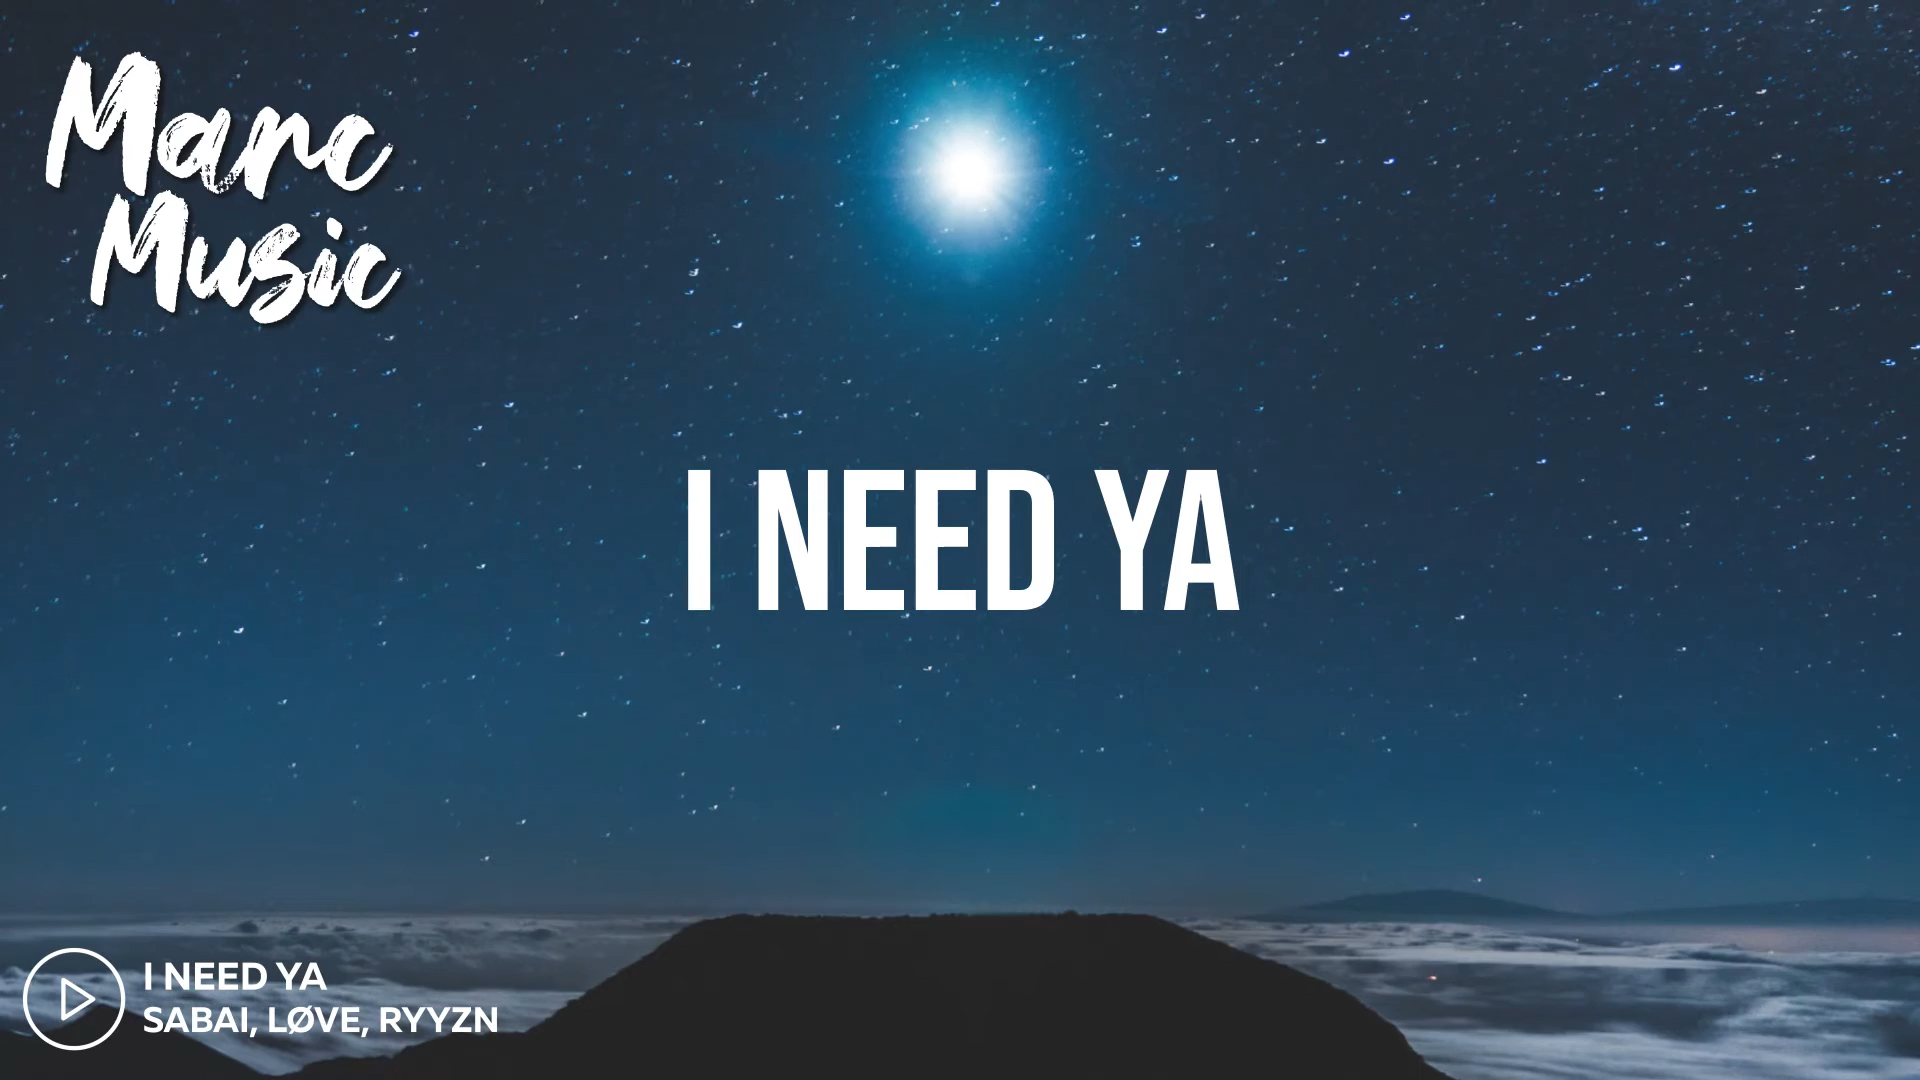 Marc
Music
I NEED YA
I NEED YA
SABAI, LØVE, RYYZN